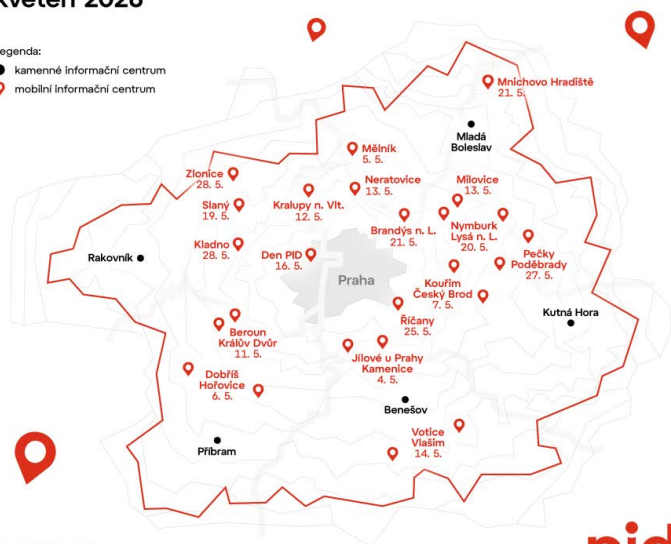 květen 2026
egenda:
kamenné informační centrum
mobilní informační centrum
Mnichovo Hradiště
21. 5.
Mladá
Boleslav
Mělník
5. 5.
Zlonice
28. 5.
Neratovice
13. 5.
Milovice
13. 5.
Slaný
19. 5.
Kralupy n. Vlt.
12. 5.
Brandýs n. L.
21. 5.
Nymburk
Lysá n. L.
20. 5.
Kladno
28. 5.
Den PID
16. 5.
Pečky
Poděbrady
27. 5.
Rakovník
Praha
Kouřim
Český Brod
7. 5.
Kutná Hora
Říčany
25. 5.
Beroun
Králův Dvůr
11. 5.
Jílové u Prahy
Kamenice
4. 5.
Dobříš
Hořovice
6. 5.
Benešov
Votice
Vlašim
14. 5.
Příbram
pid